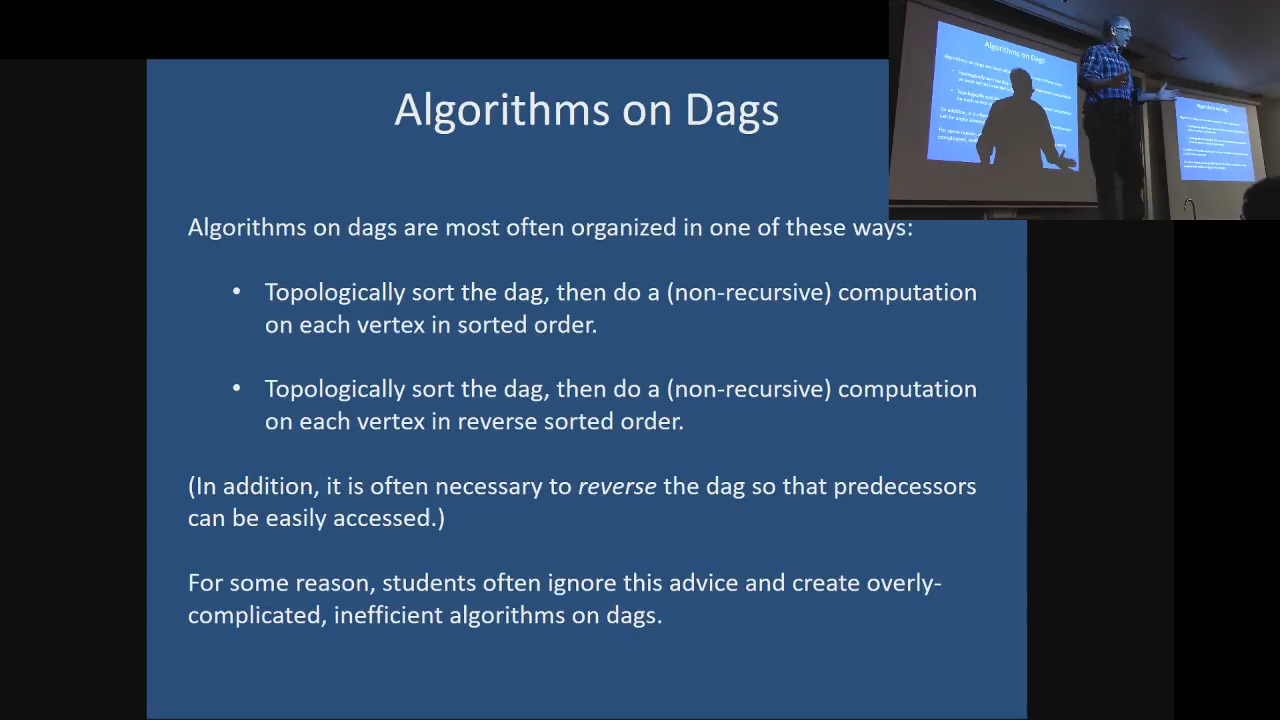 Algorithms on Dags
Algorithms on dags are most often organized in one of these ways:
• Topologically sort the dag, then do a (non-recursive) computation
on each vertex in sorted order.
• Topologically sort the dag, then do a (non-recursive) computation
on each vertex in reverse sorted order.
(In addition, it is often necessary to reverse the dag so that predecessors
can be easily accessed.)
For some reason, students often ignore this advice and create overly-
complicated, inefficient algorithms on dags.
Algorithms on Dags